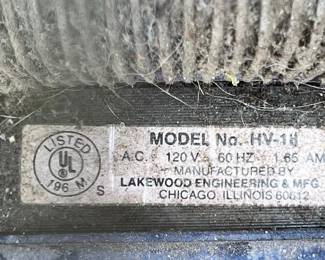 LISTED
UL
196 M
S
MODEL No. HV-18
A.C. 120 V. 60 HZ 1.65 AM
MANUFACTURED BY
LAKEWOOD ENGINEERING & MFG.
CHICAGO, ILLINOIS 60612